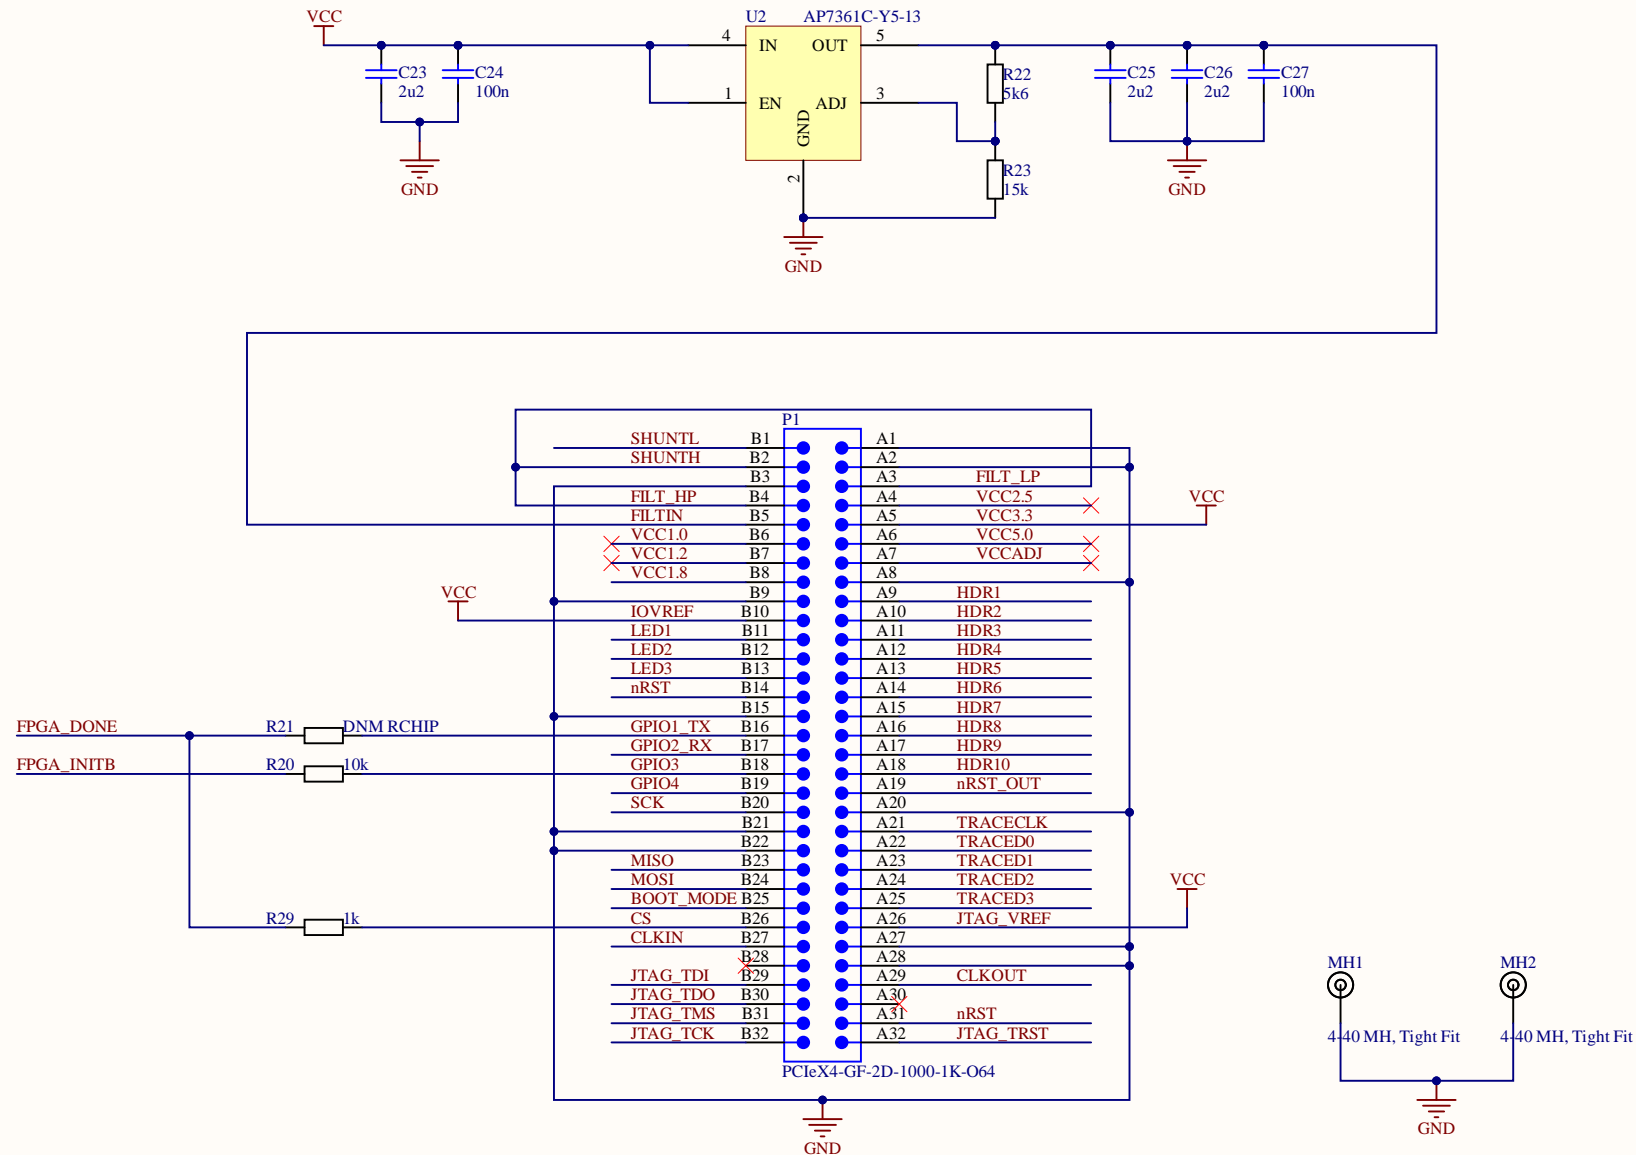 VCC
U2 AP7361C-Y5-13
4 IN OUT 5
C23 2u2
C24 100n
1 EN ADJ 3
GND
2
R22 5k6
C25 2u2
C26 2u2
C27 100n
R23 15k
GND
GND
GND
P1
SHUNTL B1 A1
SHUNTH B2 A2
B3 A3 FILT_LP
FILT_HP B4 A4 VCC2.5
FILTIN B5 A5 VCC3.3 VCC
VCC1.0 B6 A6 VCC5.0
VCC1.2 B7 A7 VCCADJ
VCC1.8 B8 A8
B9 A9 HDR1
VCC IOVREF B10 A10 HDR2
LED1 B11 A11 HDR3
LED2 B12 A12 HDR4
LED3 B13 A13 HDR5
nRST B14 A14 HDR6
B15 A15 HDR7
FPGA_DONE R21 DNM RCHIP GPIO1_TX B16 A16 HDR8
GPIO2_RX B17 A17 HDR9
FPGA_INITB R20 10k GPIO3 B18 A18 HDR10
GPIO4 B19 A19 nRST_OUT
SCK B20 A20
B21 A21 TRACECLK
B22 A22 TRACED0
MISO B23 A23 TRACED1
MOSI B24 A24 TRACED2 VCC
BOOT_MODE B25 A25 TRACED3
R29 1k CS B26 A26 JTAG_VREF
CLKIN B27 A27
B28 A28
JTAG_TDI B29 A29 CLKOUT
JTAG_TDO B30 A30
JTAG_TMS B31 A31 nRST
JTAG_TCK B32 A32 JTAG_TRST
PCIeX4-GF-2D-1000-1K-O64
GND
MH1 MH2
4-40 MH, Tight Fit 4-40 MH, Tight Fit
GND